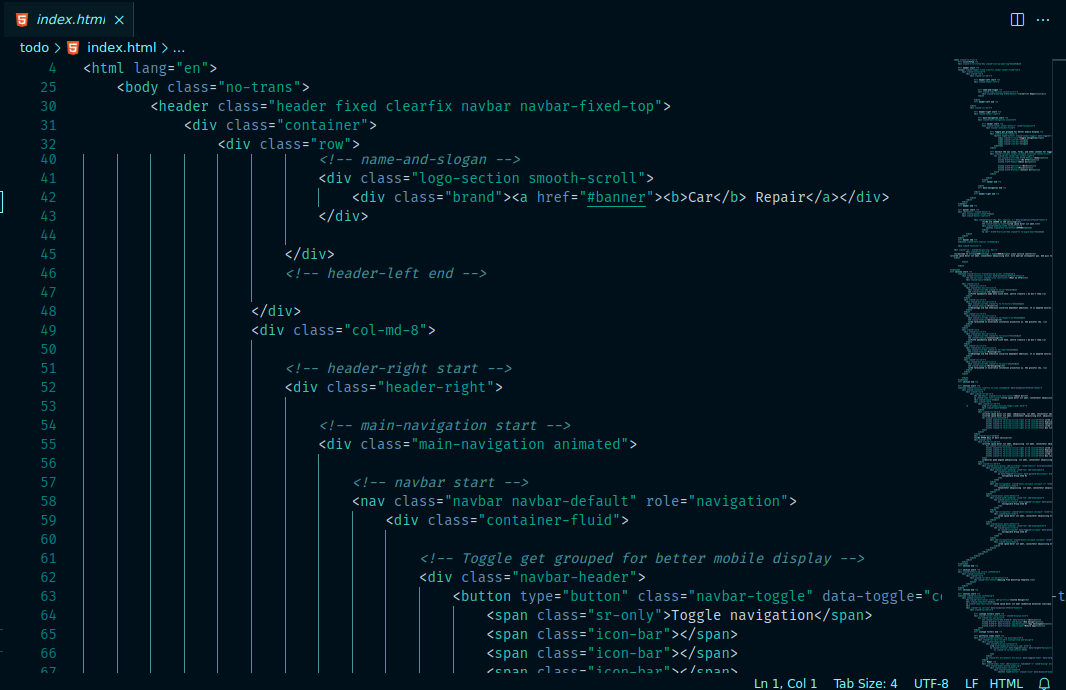 index.html
todo > index.html > ...
4 <html lang="en">
25 <body class="no-trans">
30 <header class="header fixed clearfix navbar navbar-fixed-top">
31 <div class="container">
32 <div class="row">
40 <!-- name-and-slogan -->
41 <div class="logo-section smooth-scroll">
42 <div class="brand"><a href="#banner"><b>Car</b> Repair</a></div>
43 </div>
44
45 </div>
46 <!-- header-left end -->
47
48 </div>
49 <div class="col-md-8">
50
51 <!-- header-right start -->
52 <div class="header-right">
53
54 <!-- main-navigation start -->
55 <div class="main-navigation animated">
56
57 <!-- navbar start -->
58 <nav class="navbar navbar-default" role="navigation">
59 <div class="container-fluid">
60
61 <!-- Toggle get grouped for better mobile display -->
62 <div class="navbar-header">
63 <button type="button" class="navbar-toggle" data-toggle="co
64 <span class="sr-only">Toggle navigation</span>
65 <span class="icon-bar"></span>
66 <span class="icon-bar"></span>
67 <span class="icon-bar"></span>
Ln 1, Col 1 Tab Size: 4 UTF-8 LF HTML